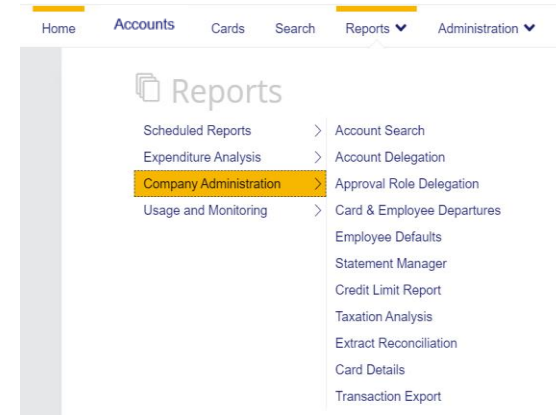 Home Accounts Cards Search Reports Administration
Reports
Scheduled Reports
Expenditure Analysis
Company Administration
Usage and Monitoring
Account Search
Account Delegation
Approval Role Delegation
Card & Employee Departures
Employee Defaults
Statement Manager
Credit Limit Report
Taxation Analysis
Extract Reconciliation
Card Details
Transaction Export